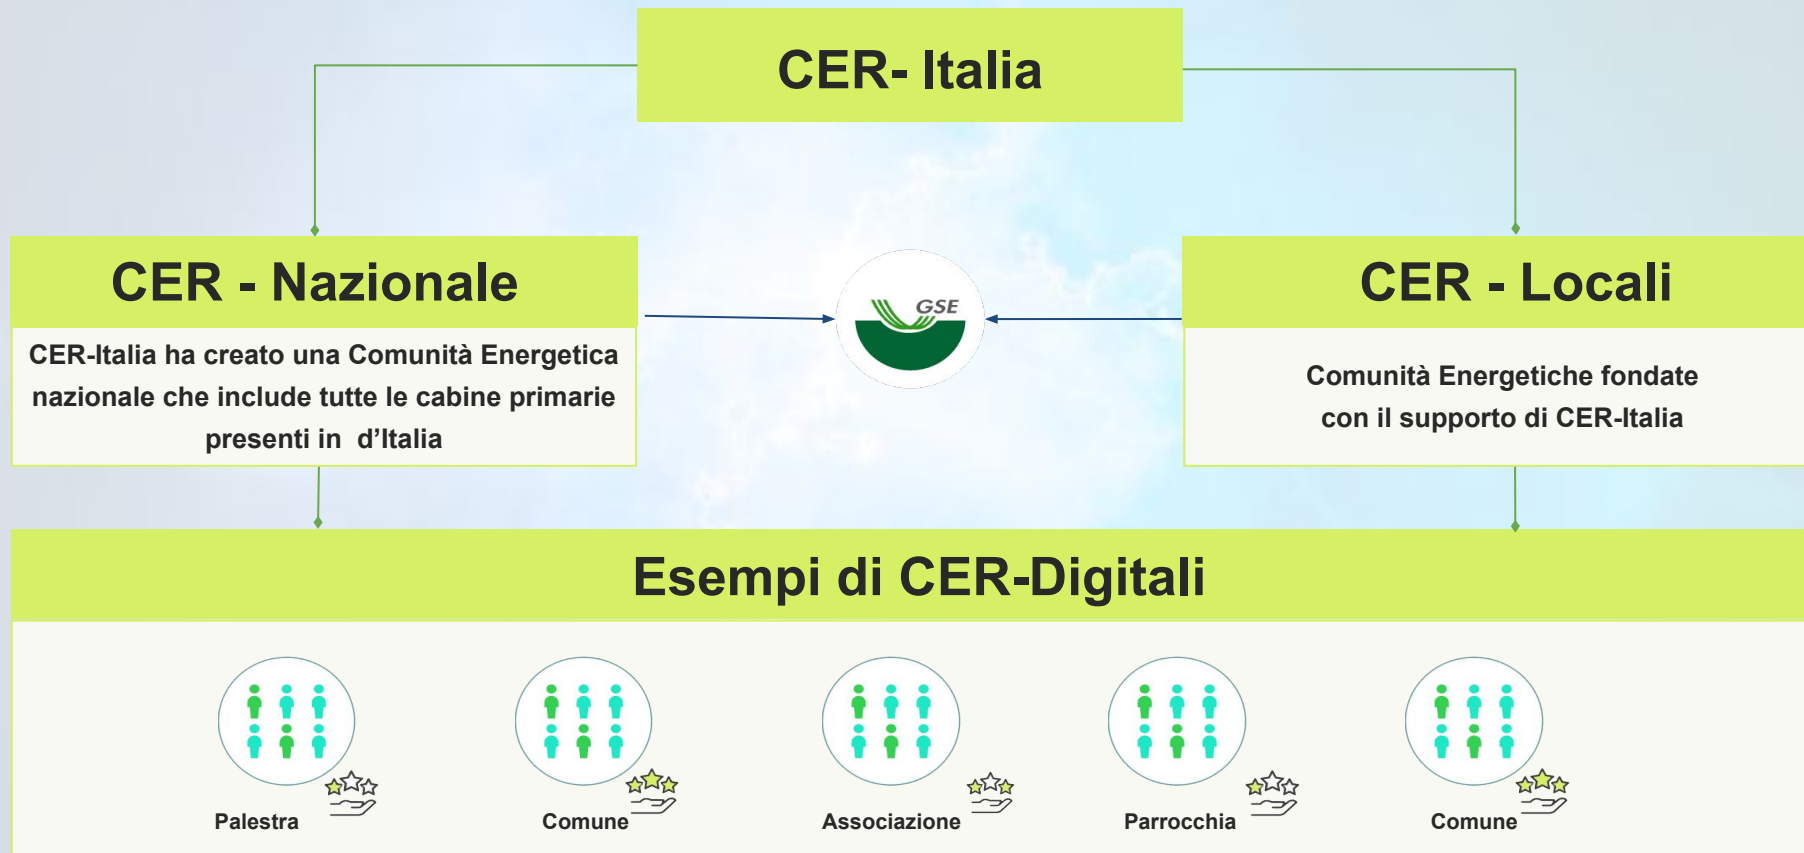 CER- Italia
CER - Nazionale
CER-Italia ha creato una Comunità Energetica
nazionale che include tutte le cabine primarie
presenti in  d’Italia
GSE
CER - Locali
Comunità Energetiche fondate
con il supporto di CER-Italia
Esempi di CER-Digitali
Palestra
Comune
Associazione
Parrocchia
Comune